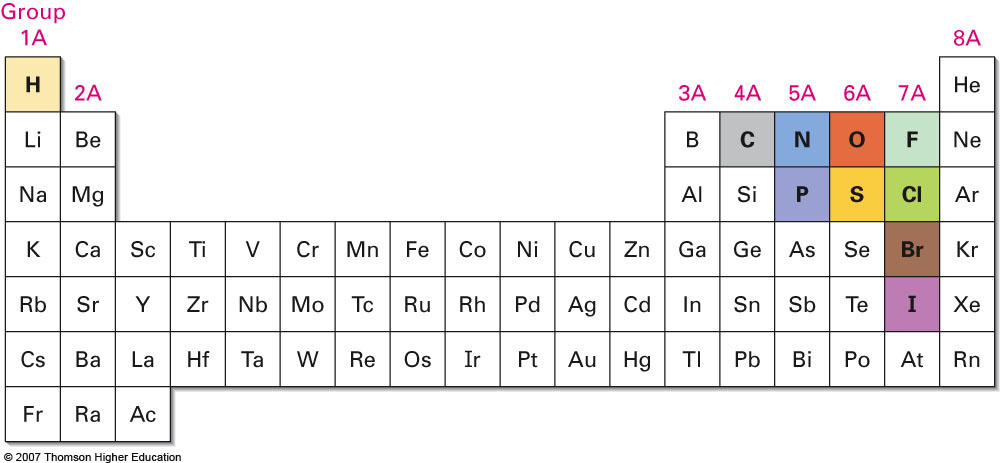 Group
1A 8A
H 2A 3A 4A 5A 6A 7A He
Li Be B C N O F Ne
Na Mg Al Si P S Cl Ar
K Ca Sc Ti V Cr Mn Fe Co Ni Cu Zn Ga Ge As Se Br Kr
Rb Sr Y Zr Nb Mo Tc Ru Rh Pd Ag Cd In Sn Sb Te I Xe
Cs Ba La Hf Ta W Re Os Ir Pt Au Hg Tl Pb Bi Po At Rn
Fr Ra Ac
© 2007 Thomson Higher Education